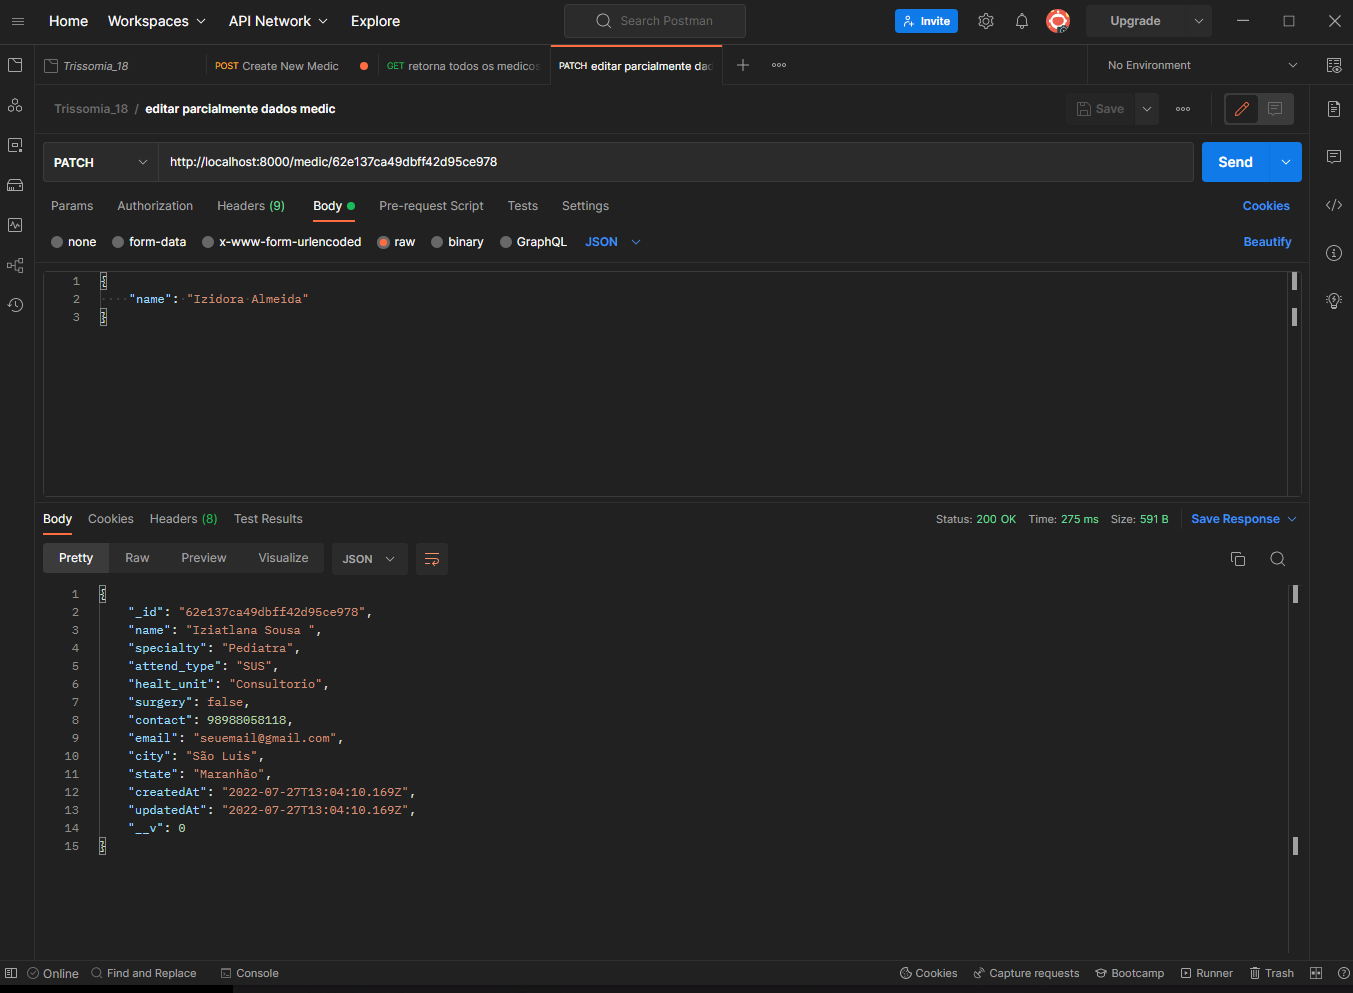 Home Workspaces API Network Explore Search Postman Invite Upgrade
Trissomia_18 POST Create New Medic GET retorna todos os medicos PATCH editar parcialmente dad No Environment
Trissomia_18 / editar parcialmente dados medic Save
PATCH http://localhost:8000/medic/62e137ca49dbff42d95ce978 Send
Params Authorization Headers (9) Body Pre-request Script Tests Settings Cookies
none form-data x-www-form-urlencoded raw binary GraphQL JSON Beautify
1 {
2 "name": "Izidora Almeida"
3 }
Body Cookies Headers (8) Test Results Status: 200 OK Time: 275 ms Size: 591 B Save Response
Pretty Raw Preview Visualize JSON
1 {
2 "_id": "62e137ca49dbff42d95ce978",
3 "name": "Iziatlana Sousa ",
4 "specialty": "Pediatra",
5 "attend_type": "SUS",
6 "healt_unit": "Consultorio",
7 "surgery": false,
8 "contact": 98988058118,
9 "email": "seuemail@gmail.com",
10 "city": "São Luis",
11 "state": "Maranhão",
12 "createdAt": "2022-07-27T13:04:10.169Z",
13 "updatedAt": "2022-07-27T13:04:10.169Z",
14 "__v": 0
15 }
Online Find and Replace Console Cookies Capture requests Bootcamp Runner Trash